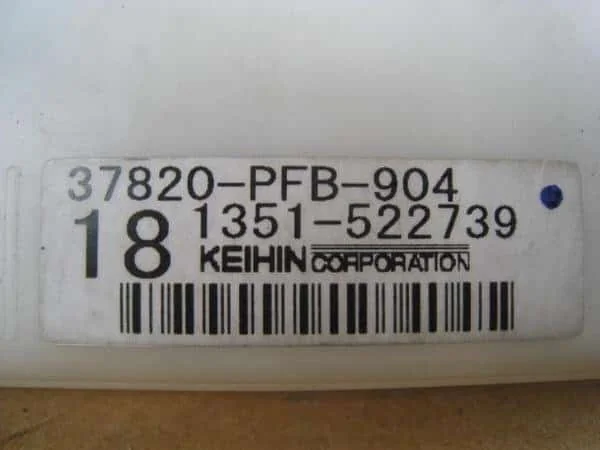 37820-PFB-904
18 1351-522739
KEIHIN CORPORATION